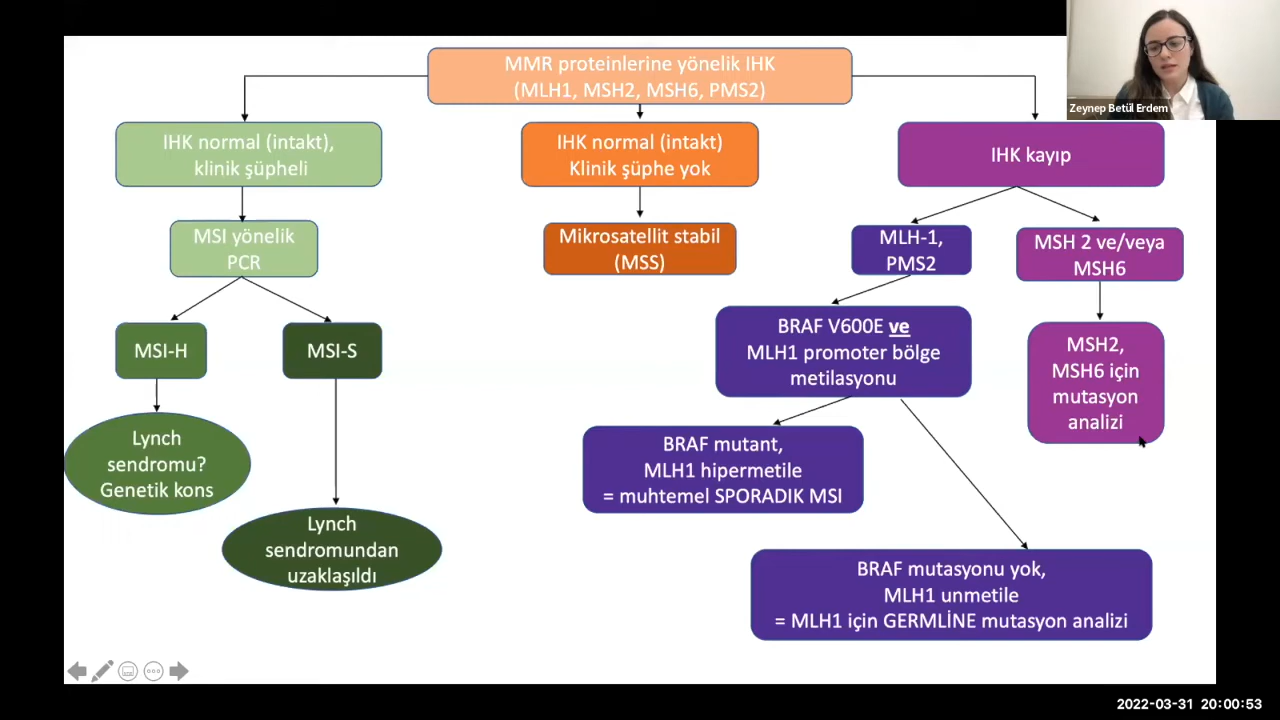 MMR proteinlerine yönelik IHK
(MLH1, MSH2, MSH6, PMS2)
Zeynep Betül Erdem
IHK normal (intakt),
klinik şüpheli
IHK normal (intakt)
Klinik şüphe yok
IHK kayıp
MSI yönelik
PCR
Mikrosatellit stabil
(MSS)
MLH-1,
PMS2
MSH 2 ve/veya
MSH6
MSI-H
MSI-S
BRAF V600E ve
MLH1 promoter bölge
metilasyonu
MSH2,
MSH6 için
mutasyon
analizi
Lynch
sendromu?
Genetik kons
BRAF mutant,
MLH1 hipermetile
= muhtemel SPORADIK MSI
Lynch
sendromundan
uzaklaşıldı
BRAF mutasyonu yok,
MLH1 unmetile
= MLH1 için GERMLİNE mutasyon analizi
2022-03-31 20:00:53